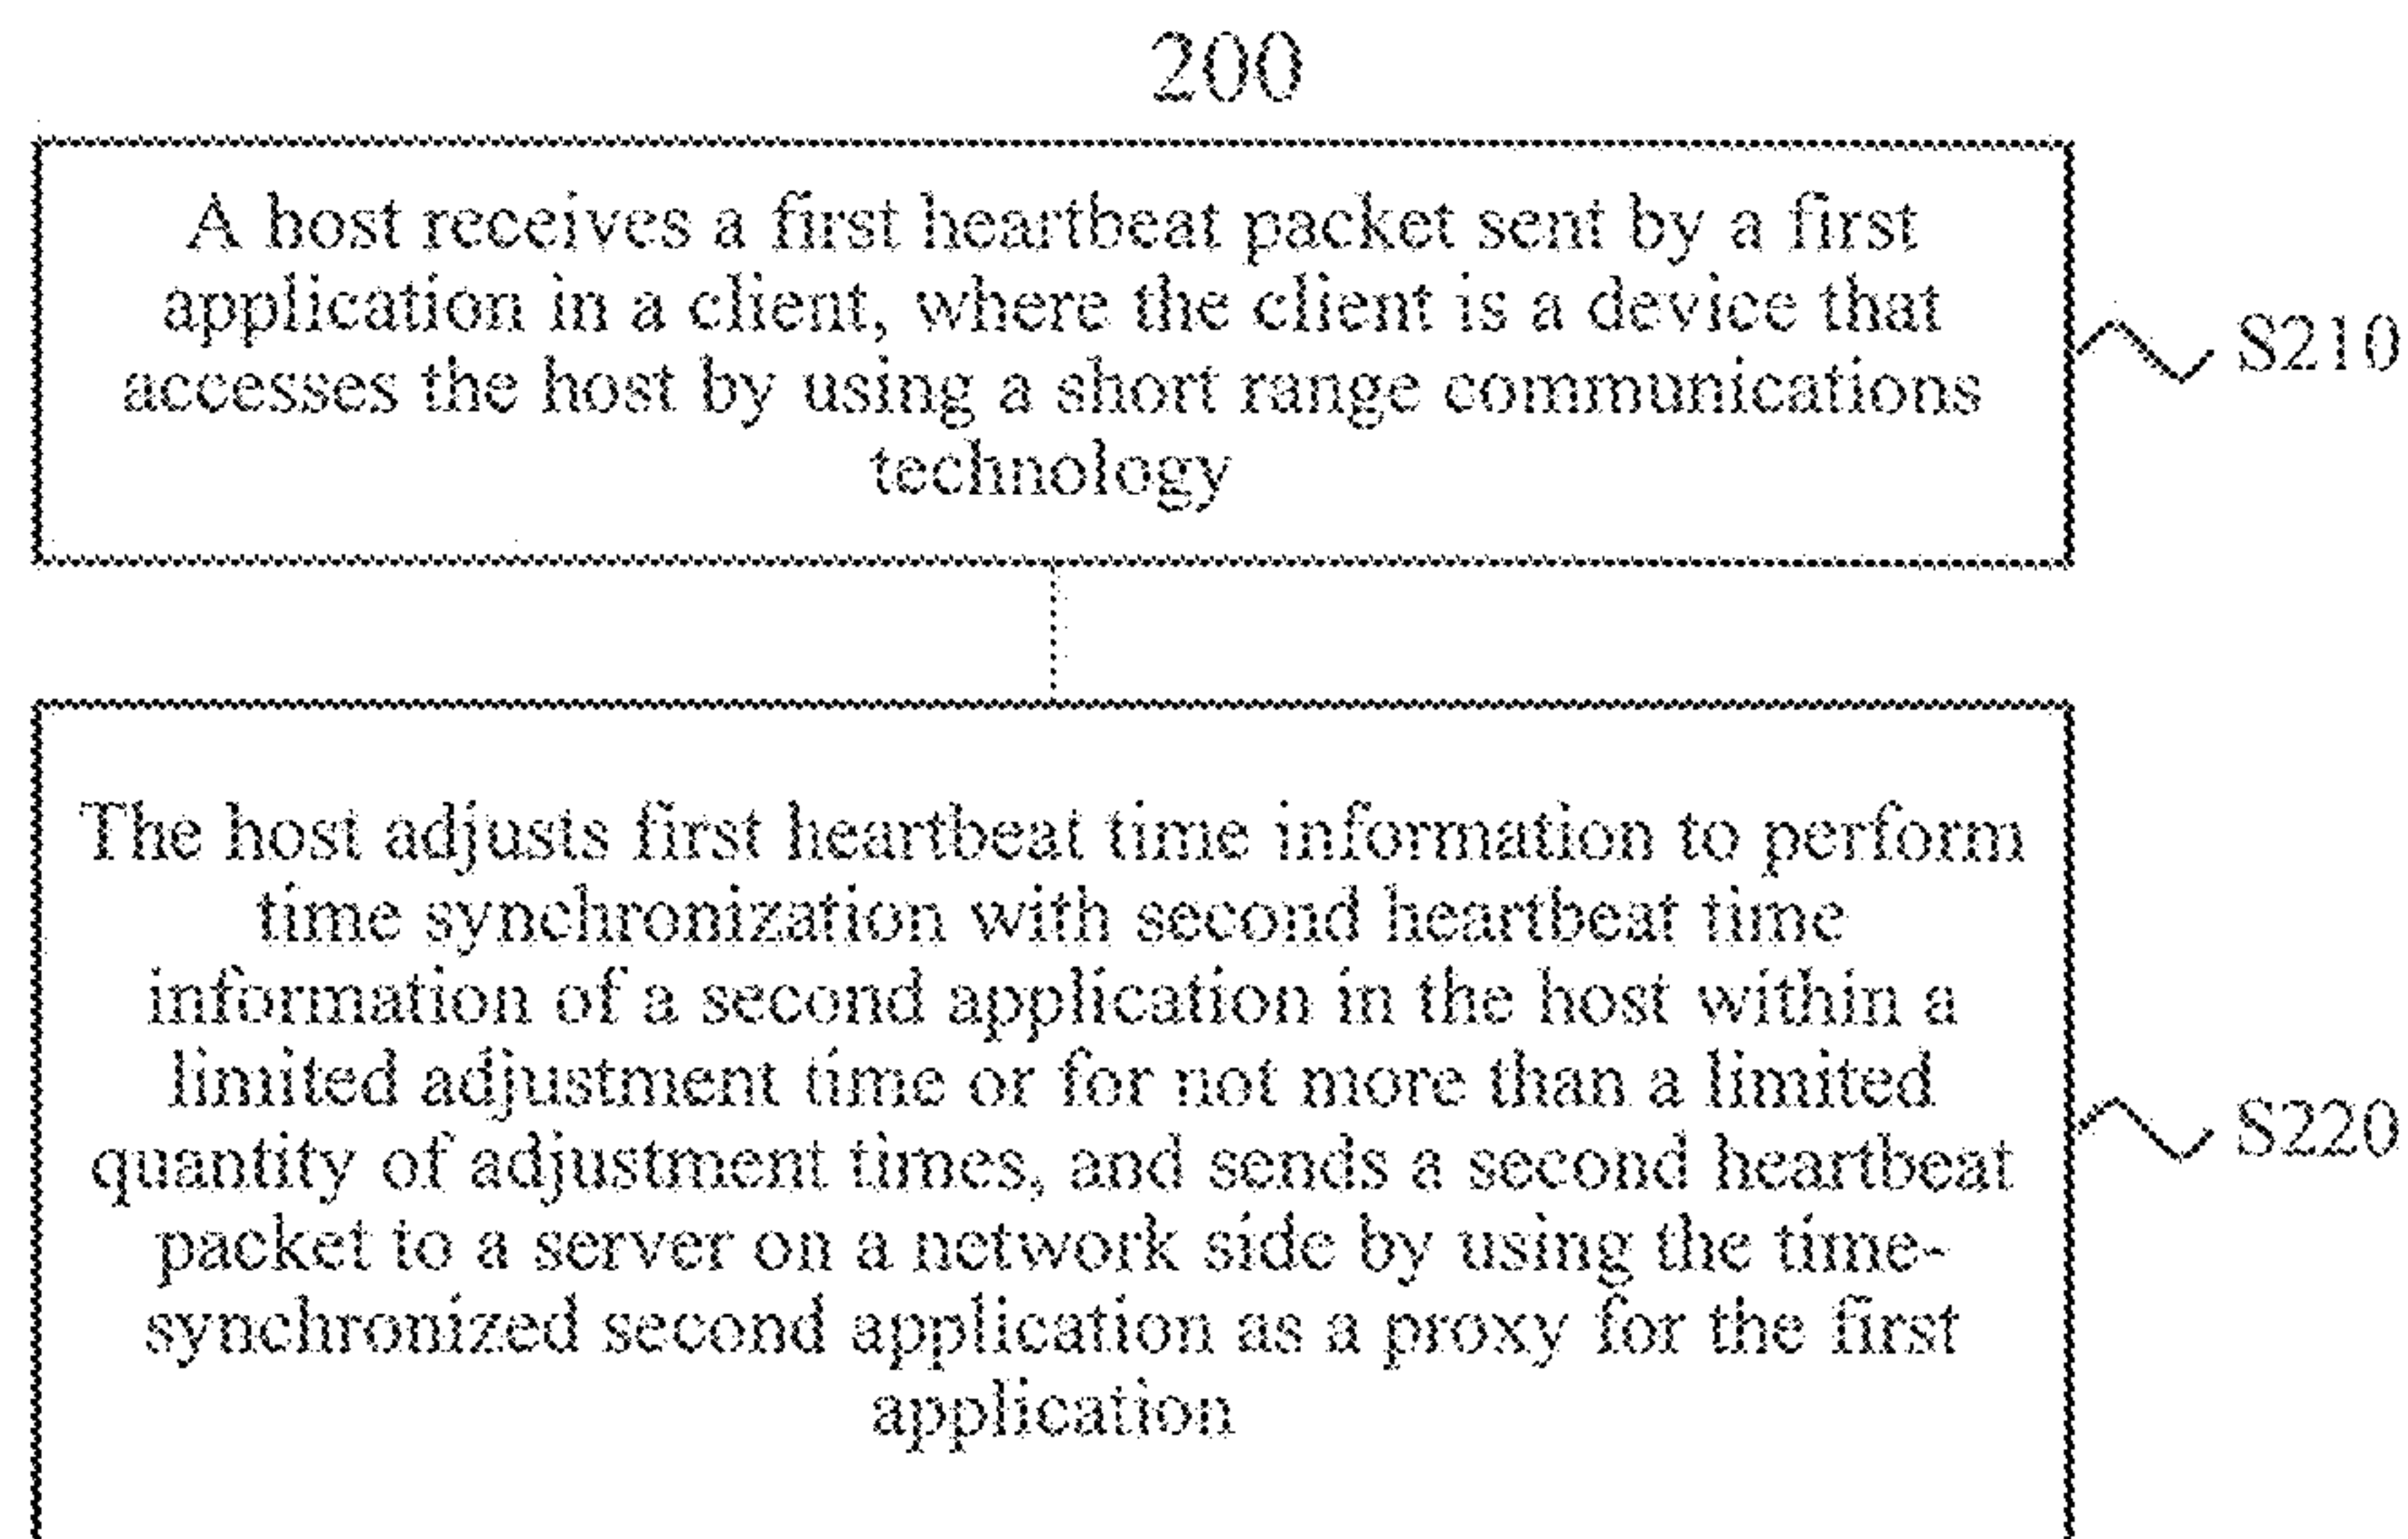 200
A host receives a first heartbeat packet sent by a first
application in a client, where the client is a device that
accesses the host by using a short range communications
technology
S210
The host adjusts first heartbeat time information to perform
time synchronization with second heartbeat time
information of a second application in the host within a
limited adjustment time or for not more than a limited
quantity of adjustment times, and sends a second heartbeat
packet to a server on a network side by using the time-
synchronized second application as a proxy for the first
application
S220